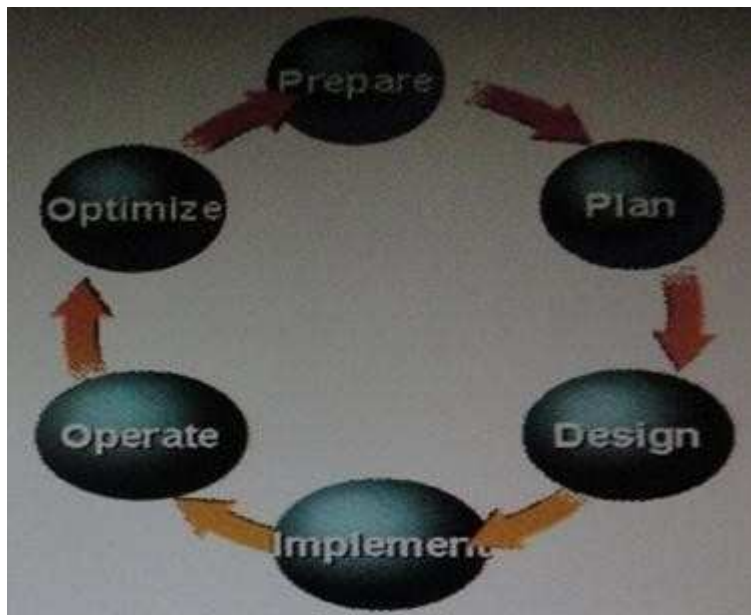 Prepare
Plan
Design
Implement
Operate
Optimize